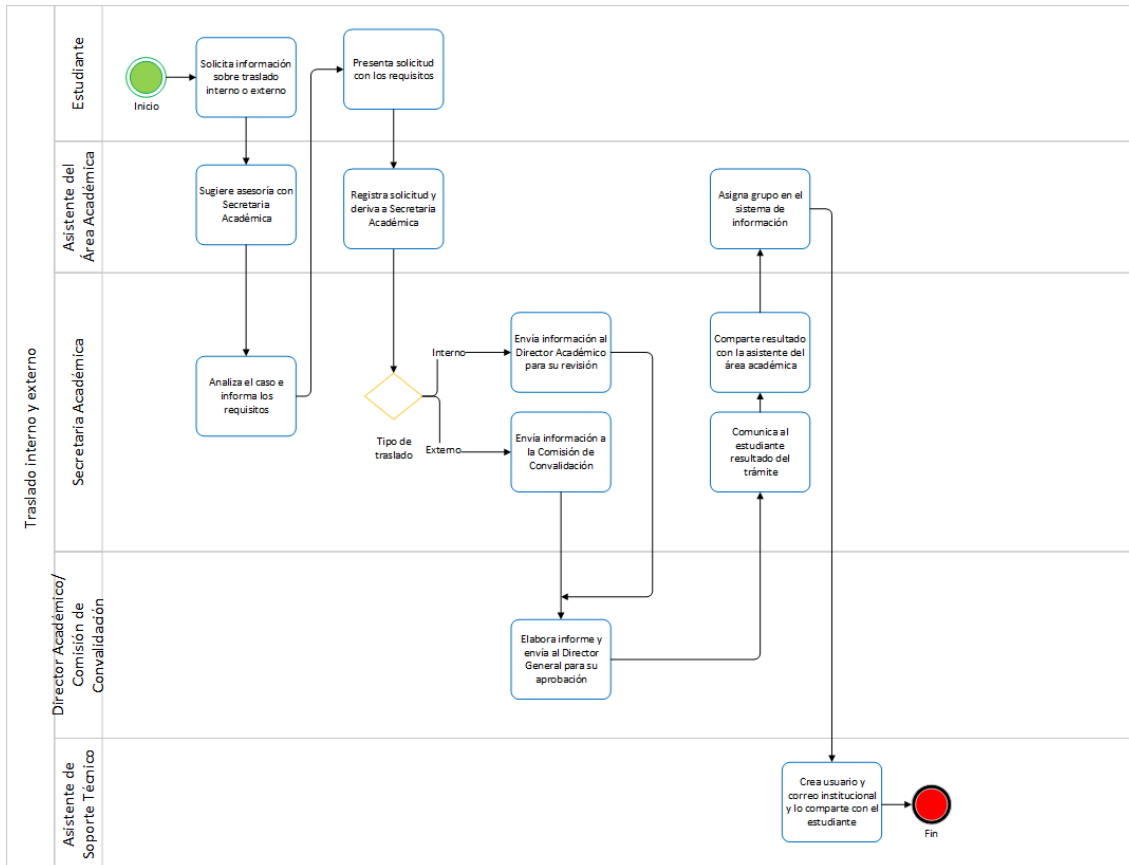 Traslado interno y externo
Estudiante
Inicio
Solicita información
sobre traslado
interno o externo
Presenta solicitud
con los requisitos
Asistente del
Área Académica
Sugiere asesoría con
Secretaria
Académica
Registra solicitud y
deriva a Secretaria
Académica
Asigna grupo en el
sistema de
información
Secretaria Académica
Analiza el caso e
informa los
requisitos
Tipo de
traslado
Interno
Externo
Envía información al
Director Académico
para su revisión
Envía información a
la Comisión de
Convalidación
Comparte resultado
con la asistente del
área académica
Comunica al
estudiante
resultado del
trámite
Director Académico/
Comisión de
Convalidación
Elabora informe y
envía al Director
General para su
aprobación
Asistente de
Soporte Técnico
Crea usuario y
correo institucional
y lo comparte con el
estudiante
Fin